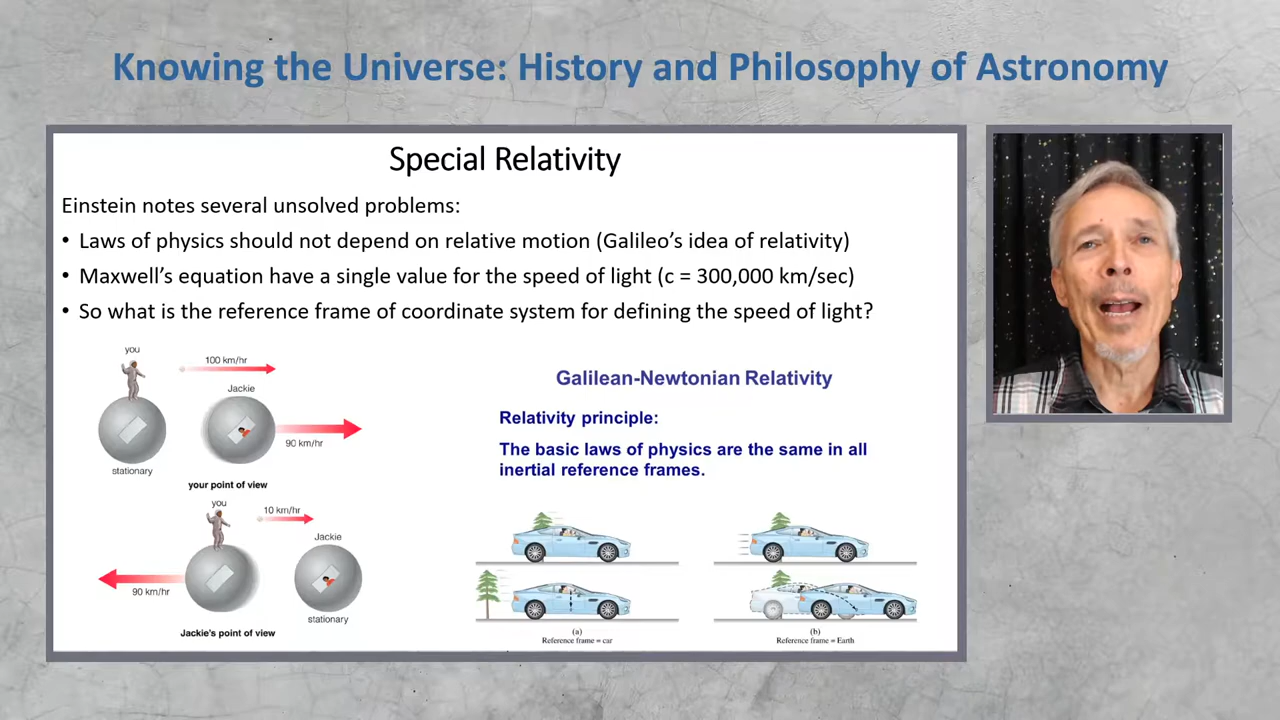 Knowing the Universe: History and Philosophy of Astronomy
Special Relativity
Einstein notes several unsolved problems:
• Laws of physics should not depend on relative motion (Galileo's idea of relativity)
• Maxwell's equation have a single value for the speed of light (c = 300,000 km/sec)
• So what is the reference frame of coordinate system for defining the speed of light?
you
100 km/hr
Jackie
90 km/hr
stationary
your point of view
you
10 km/hr
Jackie
90 km/hr
stationary
Jackie's point of view
Galilean-Newtonian Relativity
Relativity principle:
The basic laws of physics are the same in all
inertial reference frames.
(a)
Reference frame = car
(b)
Reference frame = Earth